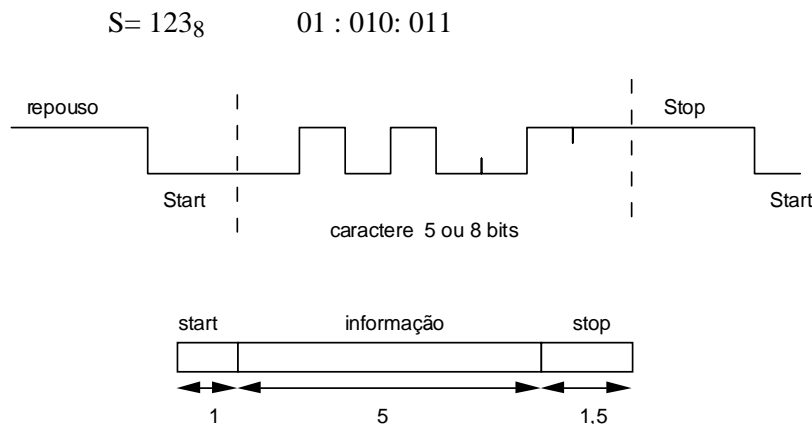 S= 123₈ 01 : 010: 011
repouso
Stop
Start
Start
caractere 5 ou 8 bits
start informação stop
1 5 1,5